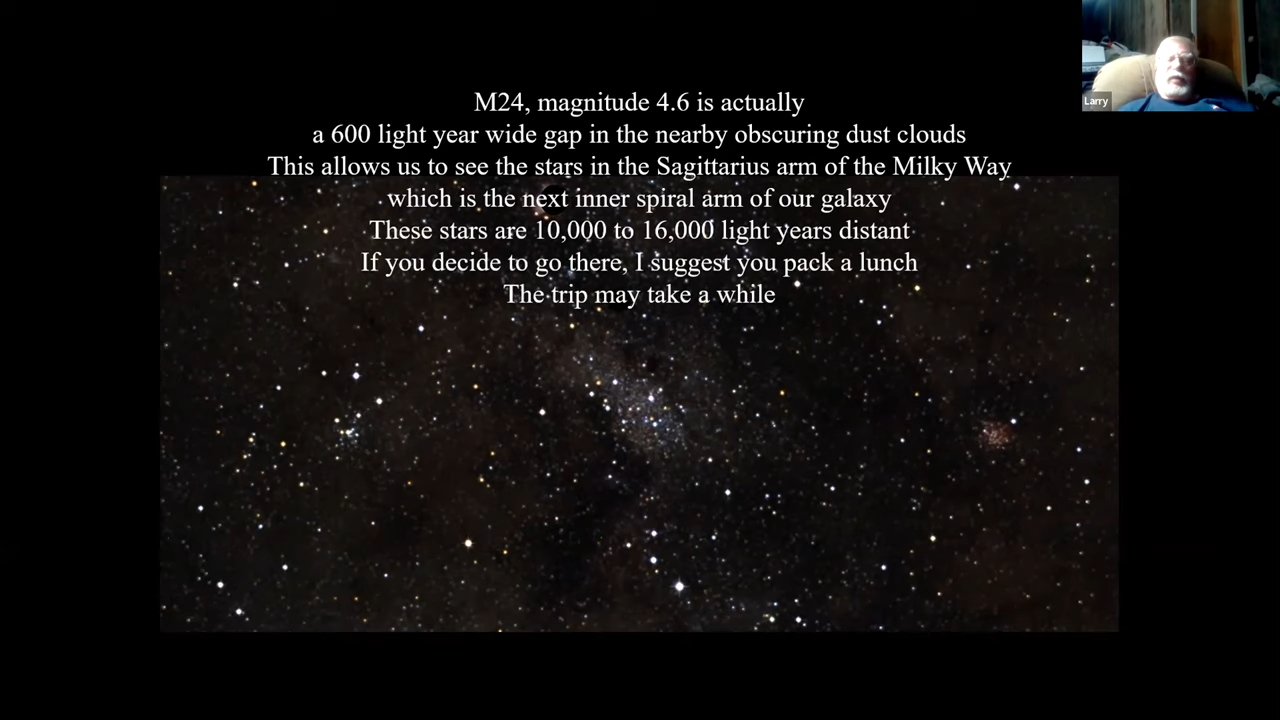 M24, magnitude 4.6 is actually
a 600 light year wide gap in the nearby obscuring dust clouds
This allows us to see the stars in the Sagittarius arm of the Milky Way
which is the next inner spiral arm of our galaxy
These stars are 10,000 to 16,000 light years distant
If you decide to go there, I suggest you pack a lunch
The trip may take a while
Larry